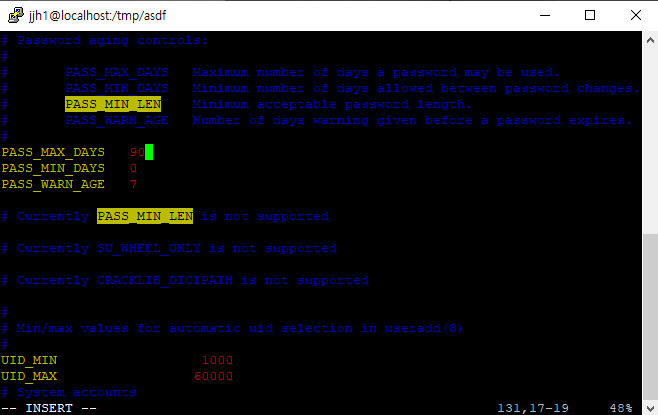 jjh1@localhost:/tmp/asdf
# Password aging controls:
#
#       PASS_MAX_DAYS   Maximum number of days a password may be used.
#       PASS_MIN_DAYS   Minimum number of days allowed between password changes.
#       PASS_MIN_LEN    Minimum acceptable password length.
#       PASS_WARN_AGE   Number of days warning given before a password expires.
#
PASS_MAX_DAYS   90
PASS_MIN_DAYS   0
PASS_WARN_AGE   7
# Currently PASS_MIN_LEN is not supported
# Currently SU_WHEEL_ONLY is not supported
# Currently CRACKLIB_DICTPATH is not supported
#
# Min/max values for automatic uid selection in useradd(8)
#
UID_MIN                  1000
UID_MAX                 60000
# System accounts
-- INSERT --                                                  131,17-19     48%